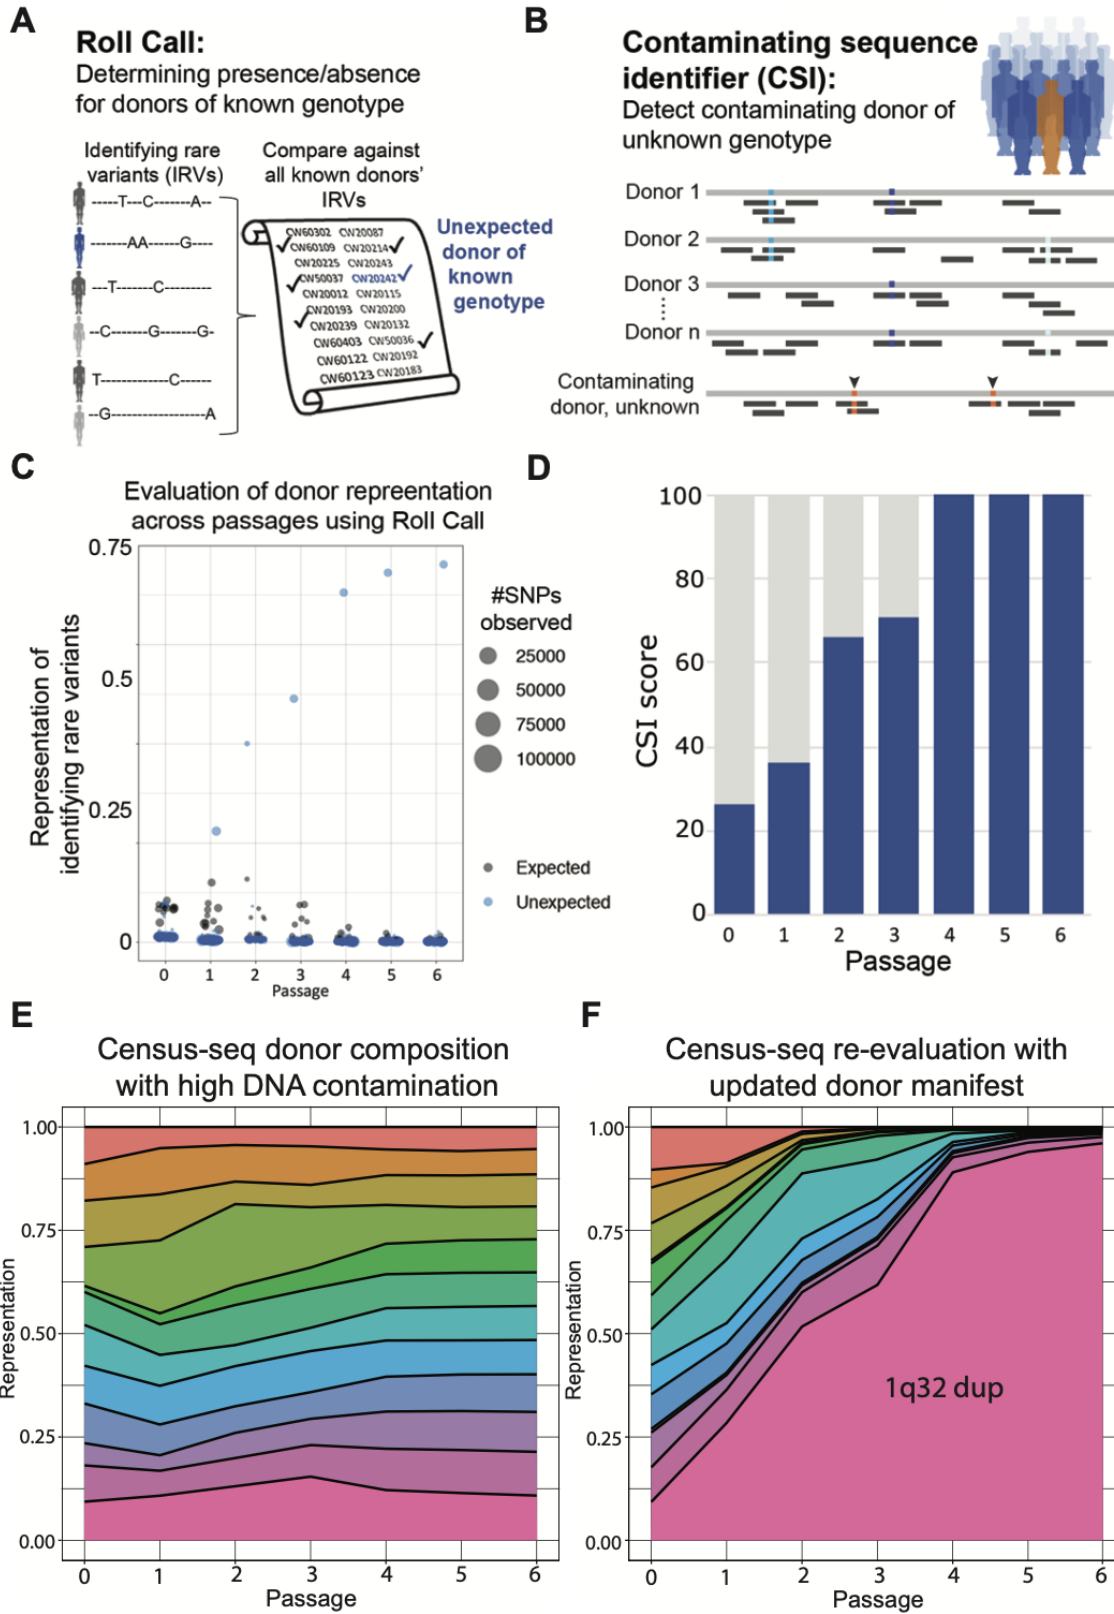 A
Roll Call:
Determining presence/absence
for donors of known genotype
Identifying rare
variants (IRVs)
Compare against
all known donors'
IRVs
-----T---C-------A--
------AA-----G----
---T------C---------
--C------G------G-
T-------------C------
--G------------------A
CW60302 CW20087
CW60109 CW20214
CW20225 CW20243
CW50037 CW20242
CW20012 CW20115
CW20193 CW20200
CW20239 CW20132
CW60403 CW50036
CW60122 CW20192
CW60123 CW20183
Unexpected
donor of
known
genotype
B
Contaminating sequence
identifier (CSI):
Detect contaminating donor of
unknown genotype
Donor 1
Donor 2
Donor 3
Donor n
Contaminating
donor, unknown
C
Evaluation of donor repreentation
across passages using Roll Call
Representation of
identifying rare variants
0.75
0.5
0.25
0
0 1 2 3 4 5 6
Passage
#SNPs
observed
25000
50000
75000
100000
Expected
Unexpected
D
CSI score
100
80
60
40
20
0
0 1 2 3 4 5 6
Passage
E
Census-seq donor composition
with high DNA contamination
Representation
1.00
0.75
0.50
0.25
0.00
0 1 2 3 4 5 6
Passage
F
Census-seq re-evaluation with
updated donor manifest
Representation
1.00
0.75
0.50
0.25
0.00
1q32 dup
0 1 2 3 4 5 6
Passage